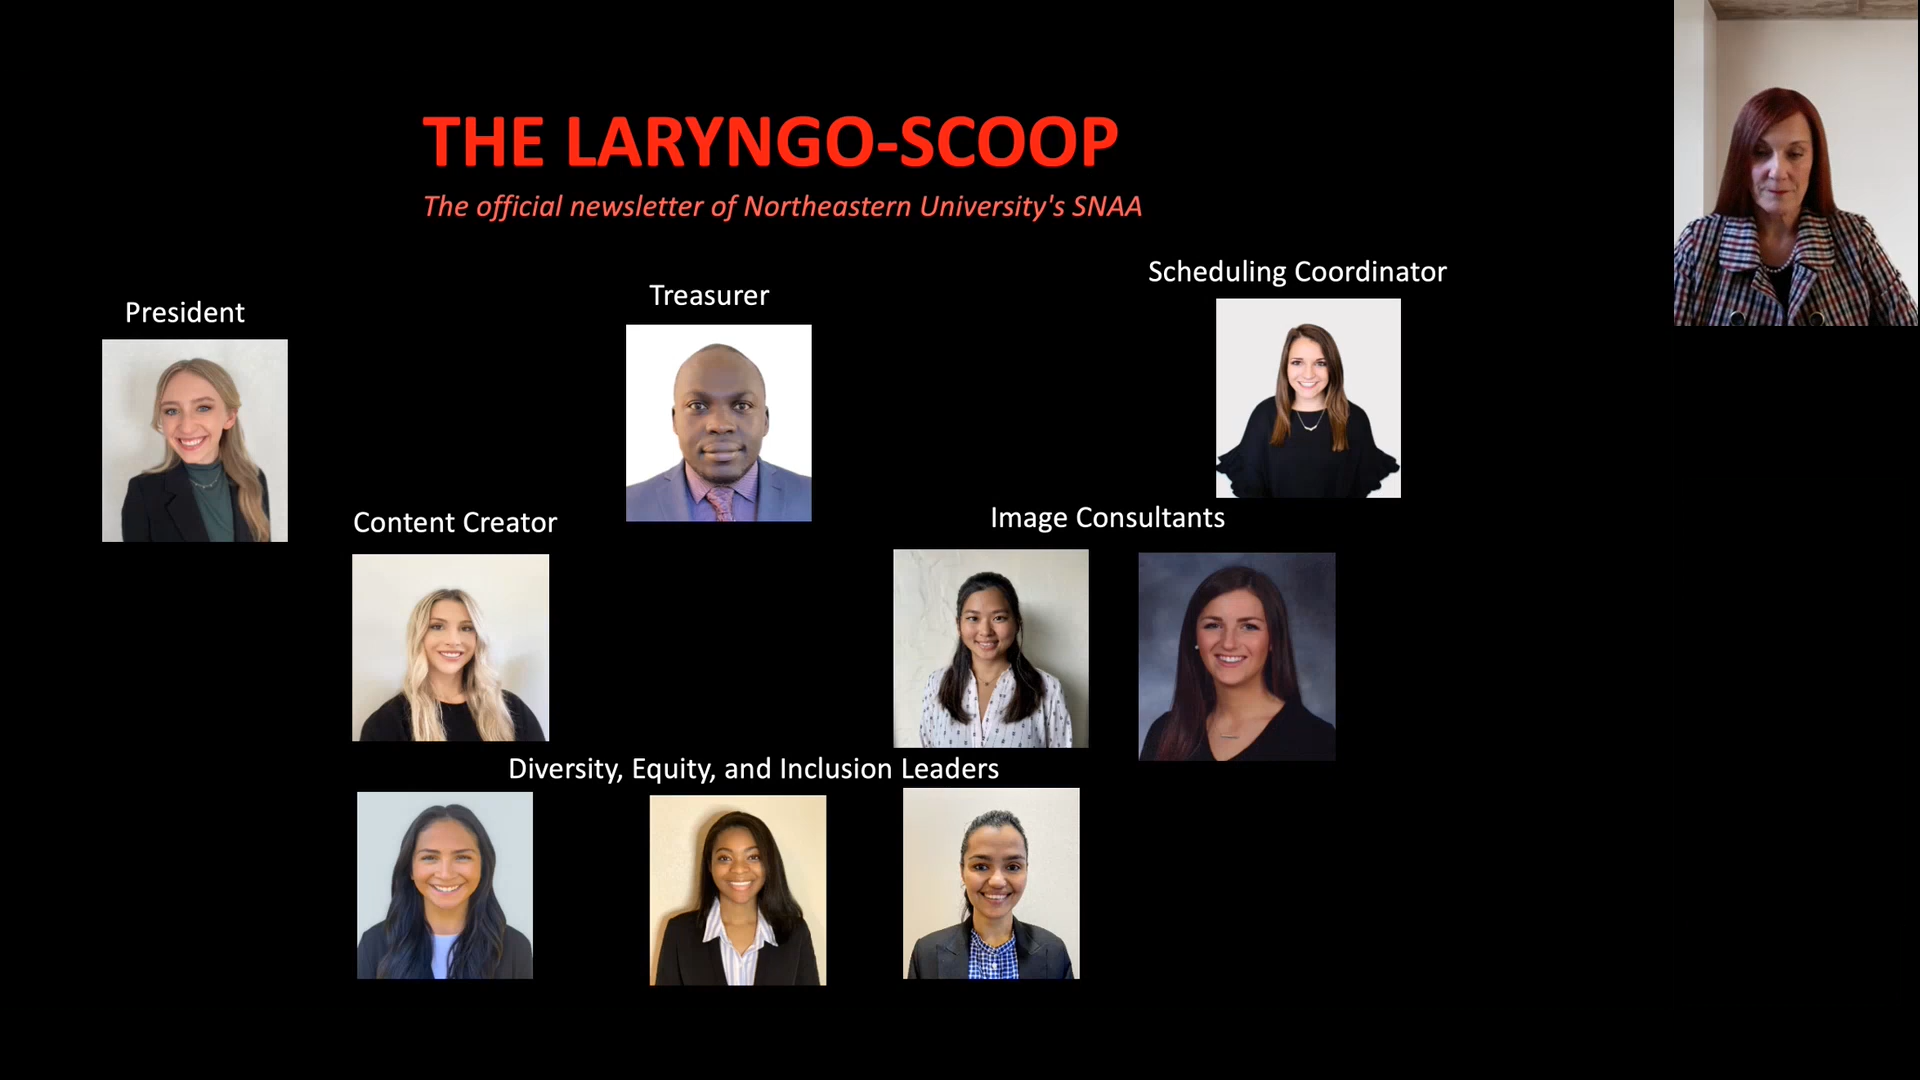 THE LARYNGO-SCOOP
The official newsletter of Northeastern University's SNAA
President
Treasurer
Scheduling Coordinator
Content Creator
Image Consultants
Diversity, Equity, and Inclusion Leaders